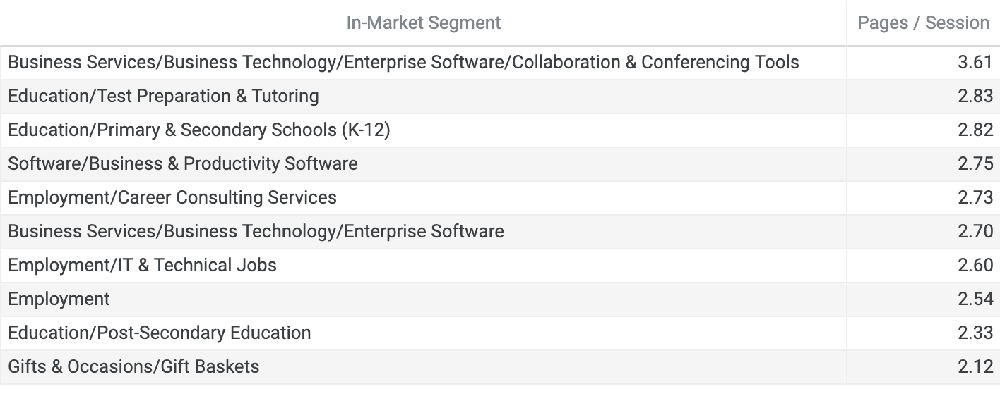 In-Market Segment Pages / Session
Business Services/Business Technology/Enterprise Software/Collaboration & Conferencing Tools 3.61
Education/Test Preparation & Tutoring 2.83
Education/Primary & Secondary Schools (K-12) 2.82
Software/Business & Productivity Software 2.75
Employment/Career Consulting Services 2.73
Business Services/Business Technology/Enterprise Software 2.70
Employment/IT & Technical Jobs 2.60
Employment 2.54
Education/Post-Secondary Education 2.33
Gifts & Occasions/Gift Baskets 2.12